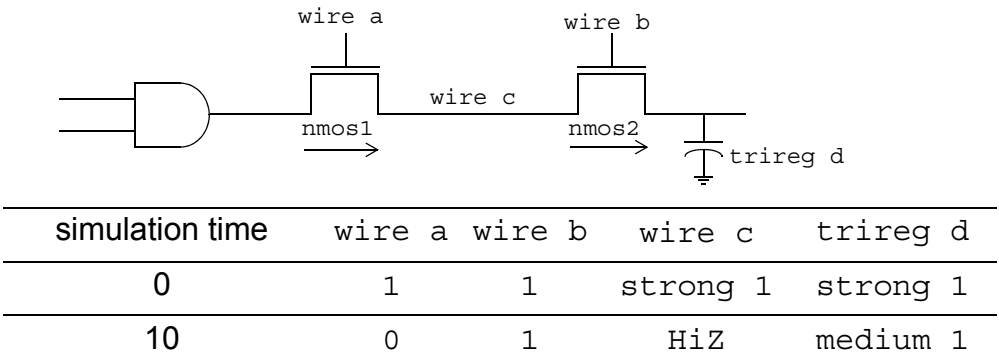 wire a
wire b
wire c
nmos1
nmos2
trireg d
simulation time wire a wire b wire c trireg d
0 1 1 strong 1 strong 1
10 0 1 HiZ medium 1